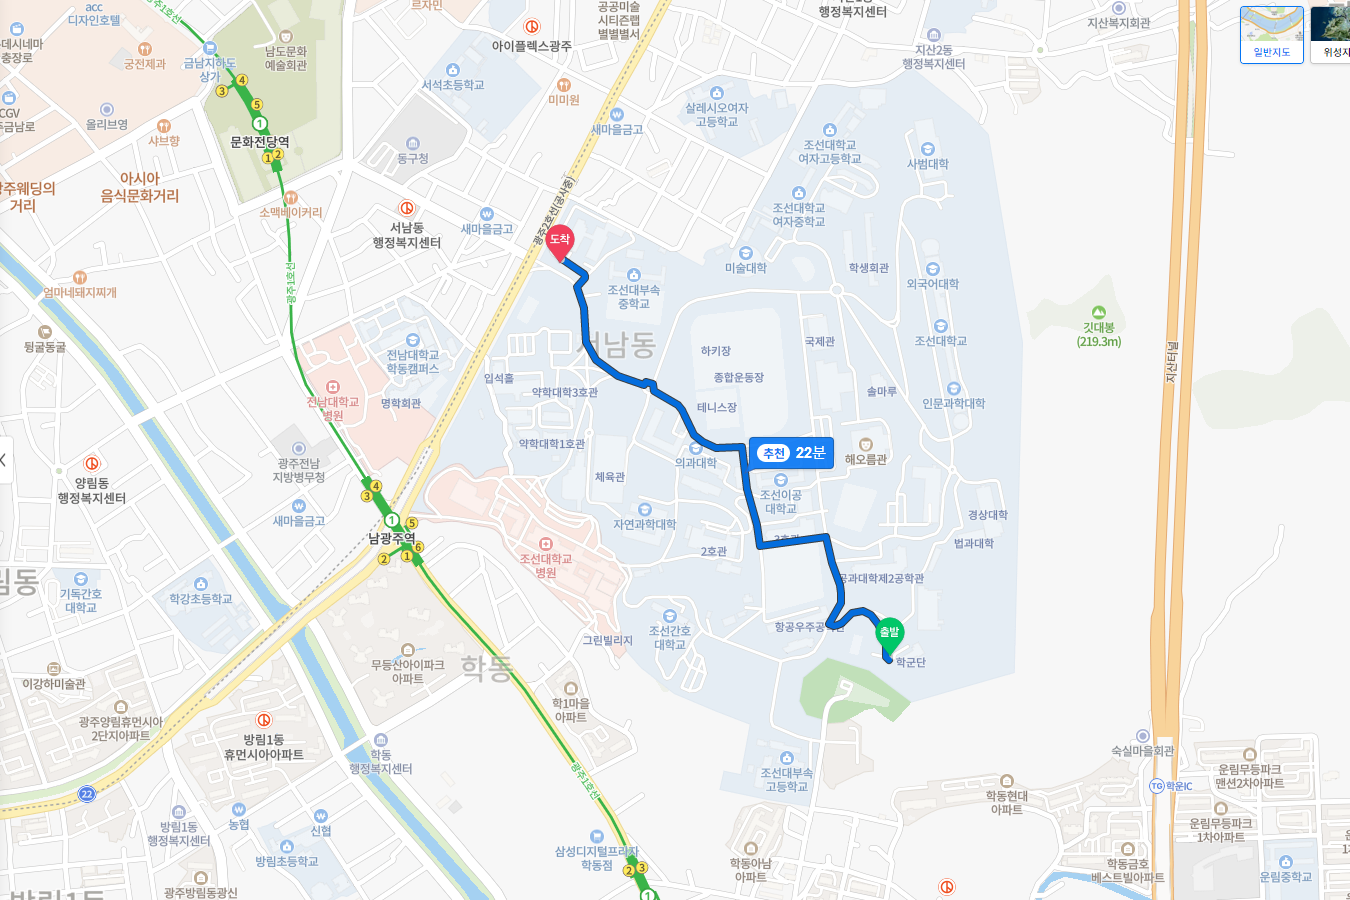 acc
디자인호텔
광주1호선
르자민
공공미술
시티즌랩
별별별서
행정복지센터
지산복지회관
일반지도
위성지
충장로
궁전제과
금남지하도
상가
남도문화
예술회관
아이플렉스광주
지산2동
행정복지센터
서석초등학교
미미원
CGV
올리브영
샤브향
4
3
5
1
문화전당역
1
2
동구청
새마을금고
살레시오여자
고등학교
조선대학교
여자고등학교
사범대학
아시아
음식문화거리
거리
소맥베이커리
서남동
행정복지센터
새마을금고
광주2호선(공사중)
조선대학교
여자중학교
도착
미술대학
학생회관
외국어대학
엄마네돼지찌개
광주1호선
조선대부속
중학교
깃대봉
(219.3m)
뒹굴동굴
전남대학교
학동캠퍼스
서남동
하키장
국제관
조선대학교
지산터널
입석홀
약학대학3호관
종합운동장
솔마루
전남대학교
병원
명학회관
테니스장
인문과학대학
약학대학1호관
추천 22분
해오름관
광주전남
지방병무청
의과대학
체육관
양림동
행정복지센터
4
3
조선이공
대학교
새마을금고
1
5
자연과학대학
경상대학
남광주역
2
1
6
2호관
법과대학
조선대학교
병원
기독간호
대학교
학강초등학교
공과대학제2공학관
조선간호
대학교
출발
그린빌리지
학군단
무등산아이파크
아파트
학동
이강하미술관
학1마을
아파트
광주양림휴먼시아
2단지아파트
방림1동
휴먼시아아파트
학동
행정복지센터
숙실마을회관
조선대부속
고등학교
운림무등파크
맨션2차아파트
TG 학운IC
22
광주1호선
학동현대
아파트
방림1동
행정복지센터
농협
신협
운림무등파크
1차아파트
방림초등학교
삼성디지털프라자
학동점
2
3
1
학동아남
아파트
학동금호
베스트빌아파트
운림중학교
광주방림동광신